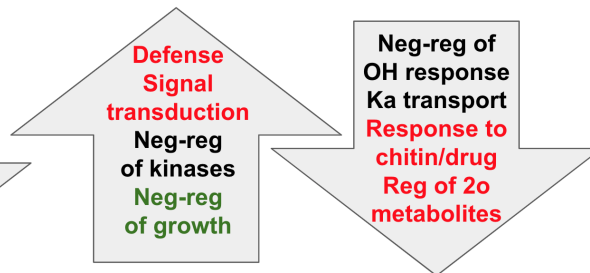 Defense
Signal
transduction
Neg-reg
of kinases
Neg-reg
of growth
Neg-reg of
OH response
Ka transport
Response to
chitin/drug
Reg of 2o
metabolites